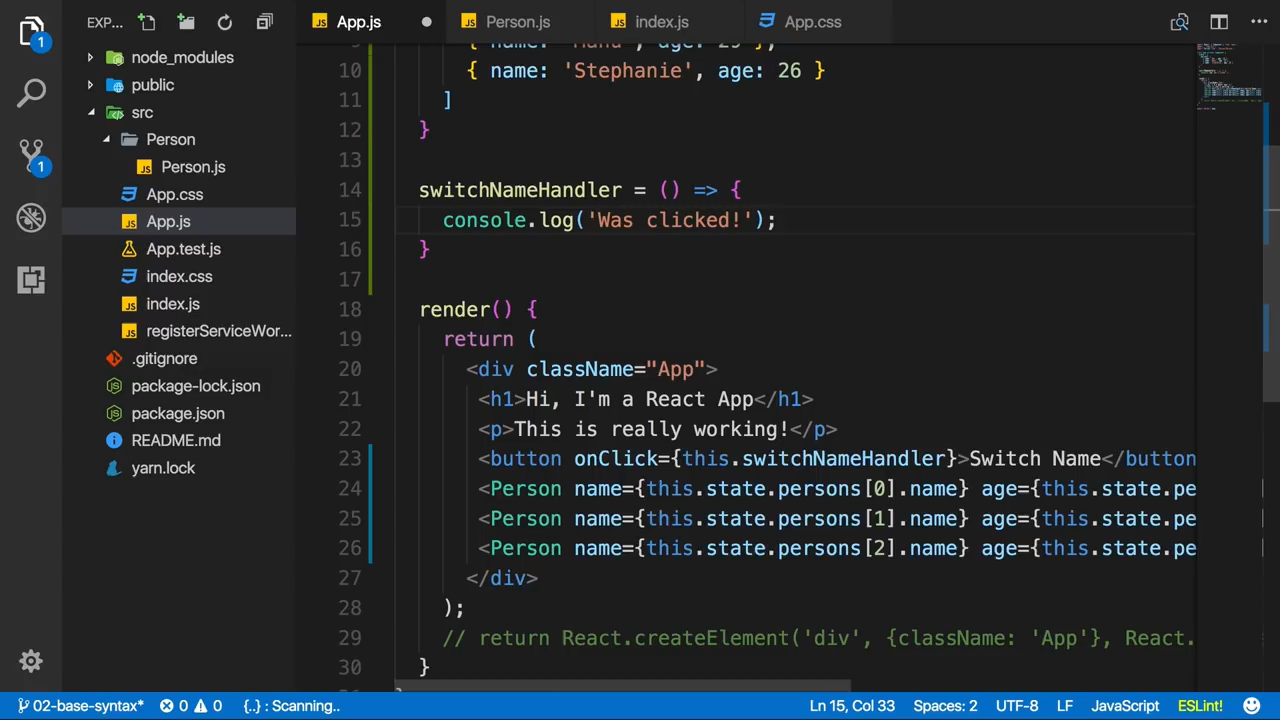 EXP...
App.js
Person.js
index.js
App.css
1
1
node_modules
public
src
Person
Person.js
App.css
App.js
App.test.js
index.css
index.js
registerServiceWor...
.gitignore
package-lock.json
package.json
README.md
yarn.lock
10 { name: 'Stephanie', age: 26 }
11 ]
12 }
13
14 switchNameHandler = () => {
15 console.log('Was clicked!');
16 }
17
18 render() {
19 return (
20 <div className="App">
21 <h1>Hi, I'm a React App</h1>
22 <p>This is really working!</p>
23 <button onClick={this.switchNameHandler}>Switch Name</button
24 <Person name={this.state.persons[0].name} age={this.state.pe
25 <Person name={this.state.persons[1].name} age={this.state.pe
26 <Person name={this.state.persons[2].name} age={this.state.pe
27 </div>
28 );
29 // return React.createElement('div', {className: 'App'}, React.
30 }
02-base-syntax* 0 0 {..} : Scanning.. Ln 15, Col 33 Spaces: 2 UTF-8 LF JavaScript ESLint!